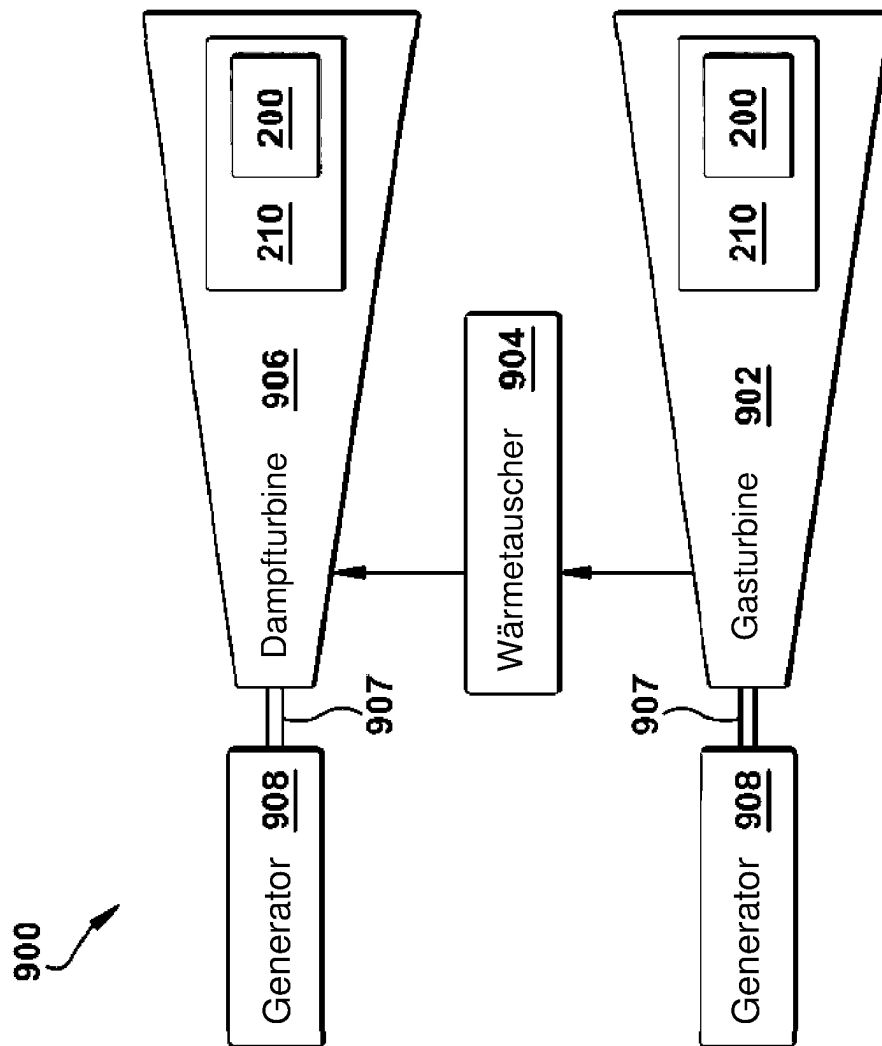 900
Generator 908
Dampfturbine 906
210
200
907
Wärmetauscher 904
907
Generator 908
Gasturbine 902
210
200